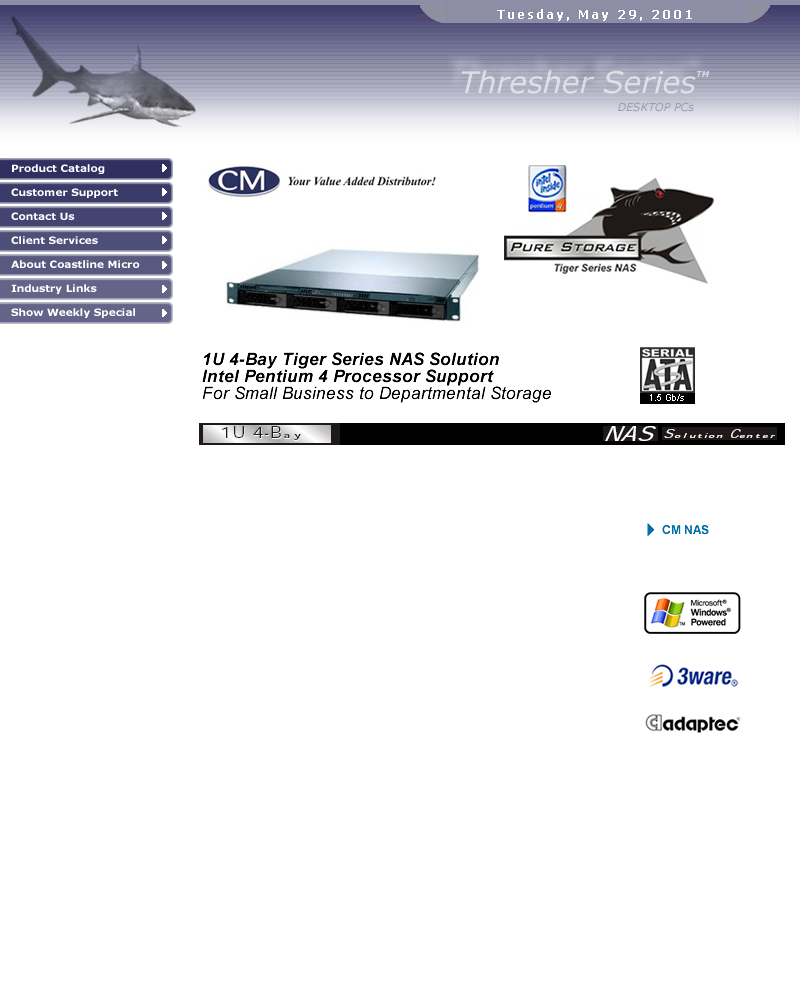 Tuesday, May 29, 2001
Thresher Series™
DESKTOP PCs
Product Catalog
Customer Support
Contact Us
Client Services
About Coastline Micro
Industry Links
Show Weekly Special
CM Your Value Added Distributor!
intel inside
pentium 4
PURE STORAGE
Tiger Series NAS
1U 4-Bay Tiger Series NAS Solution
Intel Pentium 4 Processor Support
For Small Business to Departmental Storage
SERIAL
ATA
1.5 Gb/s
1U 4-Bay
NAS Solution Center
CM NAS
Microsoft®
Windows®
Powered
3ware®
adaptec®